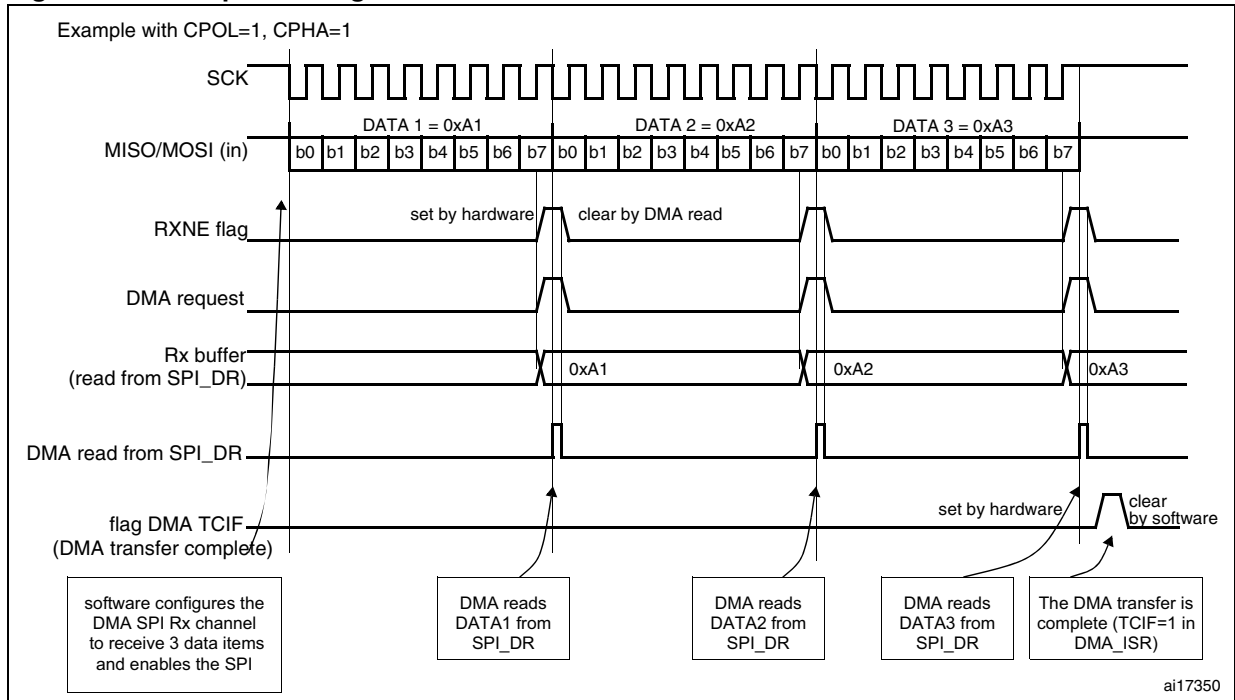 Example with CPOL=1, CPHA=1
SCK
DATA 1 = 0xA1
DATA 2 = 0xA2
DATA 3 = 0xA3
MISO/MOSI (in)
b0 b1 b2 b3 b4 b5 b6 b7 b0 b1 b2 b3 b4 b5 b6 b7 b0 b1 b2 b3 b4 b5 b6 b7
set by hardware
clear by DMA read
RXNE flag
DMA request
Rx buffer
(read from SPI_DR)
0xA1
0xA2
0xA3
DMA read from SPI_DR
set by hardware
clear
by software
flag DMA TCIF
(DMA transfer complete)
software configures the
DMA SPI Rx channel
to receive 3 data items
and enables the SPI
DMA reads
DATA1 from
SPI_DR
DMA reads
DATA2 from
SPI_DR
DMA reads
DATA3 from
SPI_DR
The DMA transfer is
complete (TCIF=1 in
DMA_ISR)
ai17350